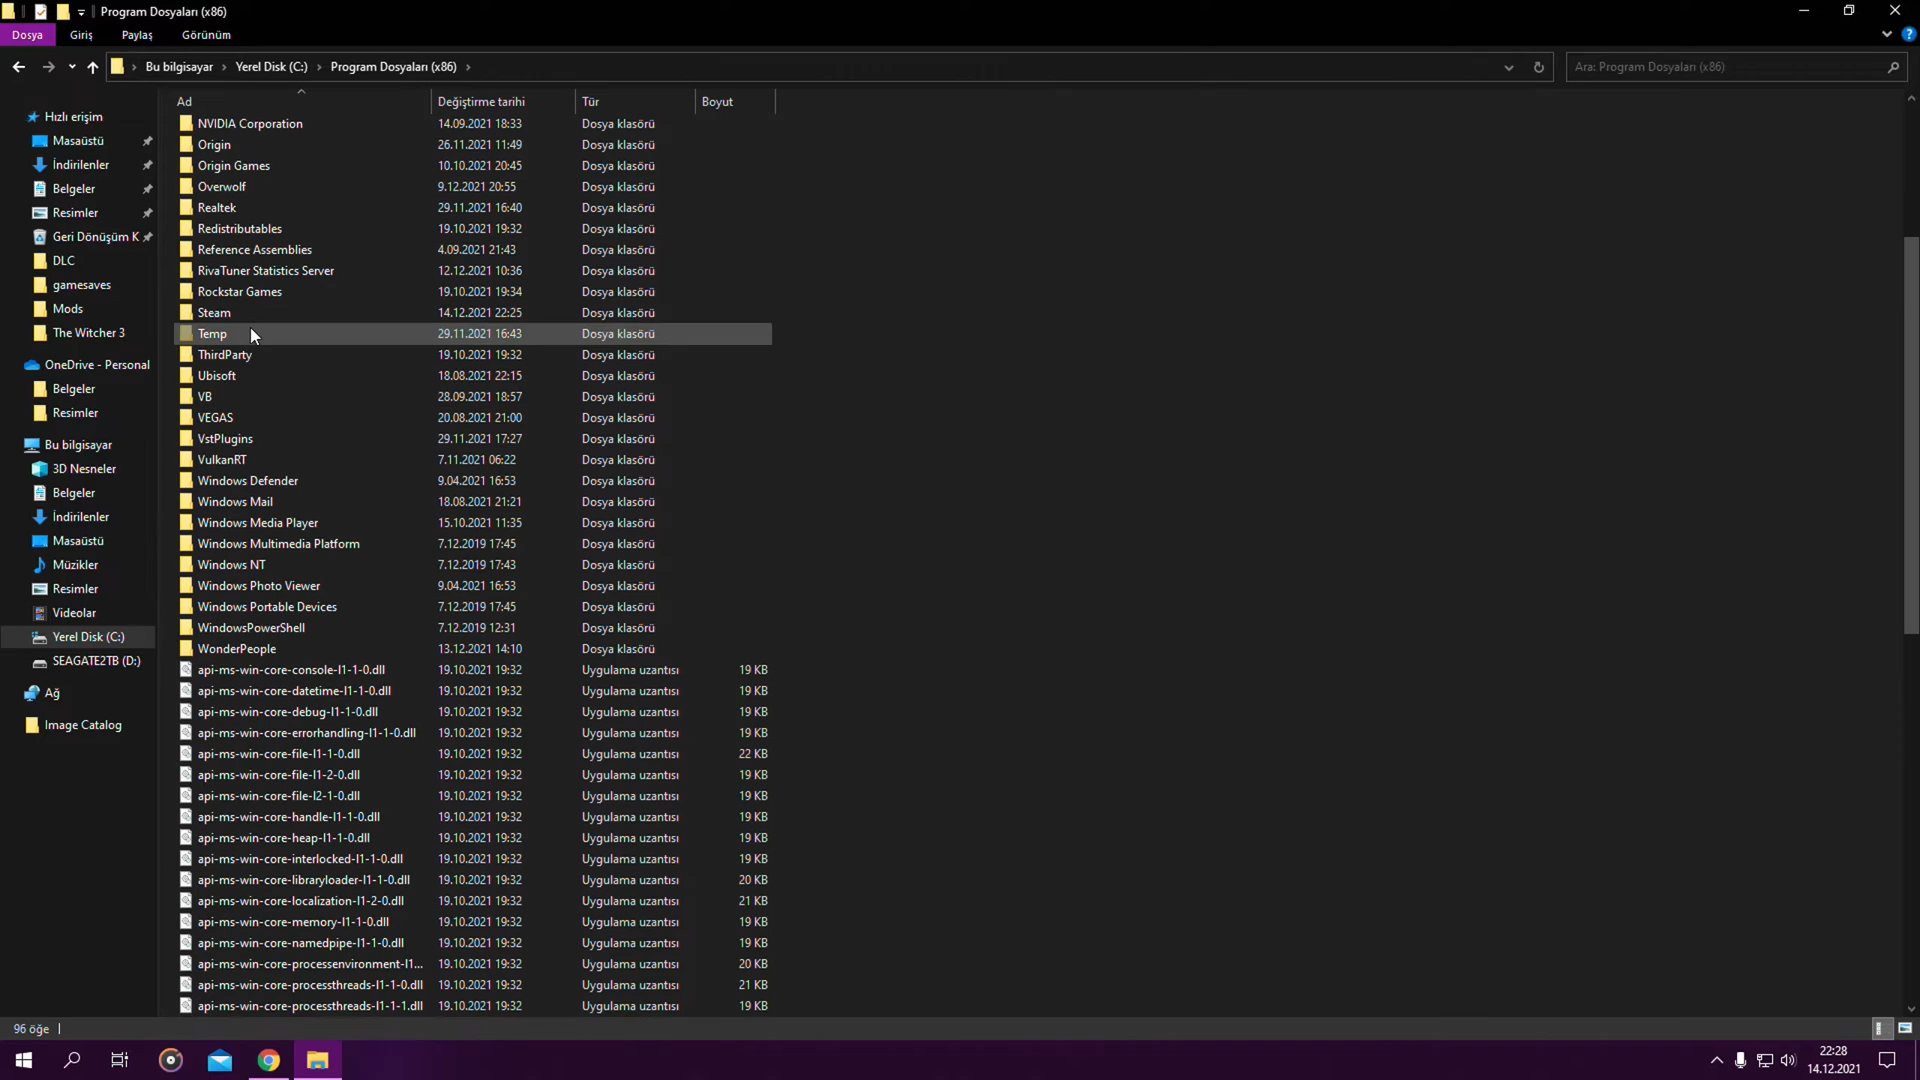 Program Dosyaları (x86)
Dosya Giriş Paylaş Görünüm
Bu bilgisayar Yerel Disk (C:) Program Dosyaları (x86)
Ara: Program Dosyaları (x86)
Hızlı erişim
Masaüstü
İndirilenler
Belgeler
Resimler
Geri Dönüşüm K
DLC
gamesaves
Mods
The Witcher 3
OneDrive - Personal
Belgeler
Resimler
Bu bilgisayar
3D Nesneler
Belgeler
İndirilenler
Masaüstü
Müzikler
Resimler
Videolar
Yerel Disk (C:)
SEAGATE2TB (D:)
Ağ
Image Catalog
Ad Değiştirme tarihi Tür Boyut
NVIDIA Corporation 14.09.2021 18:33 Dosya klasörü
Origin 26.11.2021 11:49 Dosya klasörü
Origin Games 10.10.2021 20:45 Dosya klasörü
Overwolf 9.12.2021 20:55 Dosya klasörü
Realtek 29.11.2021 16:40 Dosya klasörü
Redistributables 19.10.2021 19:32 Dosya klasörü
Reference Assemblies 4.09.2021 21:43 Dosya klasörü
RivaTuner Statistics Server 12.12.2021 10:36 Dosya klasörü
Rockstar Games 19.10.2021 19:34 Dosya klasörü
Steam 14.12.2021 22:25 Dosya klasörü
Temp 29.11.2021 16:43 Dosya klasörü
ThirdParty 19.10.2021 19:32 Dosya klasörü
Ubisoft 18.08.2021 22:15 Dosya klasörü
VB 28.09.2021 18:57 Dosya klasörü
VEGAS 20.08.2021 21:00 Dosya klasörü
VstPlugins 29.11.2021 17:27 Dosya klasörü
VulkanRT 7.11.2021 06:22 Dosya klasörü
Windows Defender 9.04.2021 16:53 Dosya klasörü
Windows Mail 18.08.2021 21:21 Dosya klasörü
Windows Media Player 15.10.2021 11:35 Dosya klasörü
Windows Multimedia Platform 7.12.2019 17:45 Dosya klasörü
Windows NT 7.12.2019 17:43 Dosya klasörü
Windows Photo Viewer 9.04.2021 16:53 Dosya klasörü
Windows Portable Devices 7.12.2019 17:45 Dosya klasörü
WindowsPowerShell 7.12.2019 12:31 Dosya klasörü
WonderPeople 13.12.2021 14:10 Dosya klasörü
api-ms-win-core-console-l1-1-0.dll 19.10.2021 19:32 Uygulama uzantısı 19 KB
api-ms-win-core-datetime-l1-1-0.dll 19.10.2021 19:32 Uygulama uzantısı 19 KB
api-ms-win-core-debug-l1-1-0.dll 19.10.2021 19:32 Uygulama uzantısı 19 KB
api-ms-win-core-errorhandling-l1-1-0.dll 19.10.2021 19:32 Uygulama uzantısı 19 KB
api-ms-win-core-file-l1-1-0.dll 19.10.2021 19:32 Uygulama uzantısı 22 KB
api-ms-win-core-file-l1-2-0.dll 19.10.2021 19:32 Uygulama uzantısı 19 KB
api-ms-win-core-file-l2-1-0.dll 19.10.2021 19:32 Uygulama uzantısı 19 KB
api-ms-win-core-handle-l1-1-0.dll 19.10.2021 19:32 Uygulama uzantısı 19 KB
api-ms-win-core-heap-l1-1-0.dll 19.10.2021 19:32 Uygulama uzantısı 19 KB
api-ms-win-core-interlocked-l1-1-0.dll 19.10.2021 19:32 Uygulama uzantısı 19 KB
api-ms-win-core-libraryloader-l1-1-0.dll 19.10.2021 19:32 Uygulama uzantısı 20 KB
api-ms-win-core-localization-l1-2-0.dll 19.10.2021 19:32 Uygulama uzantısı 21 KB
api-ms-win-core-memory-l1-1-0.dll 19.10.2021 19:32 Uygulama uzantısı 19 KB
api-ms-win-core-namedpipe-l1-1-0.dll 19.10.2021 19:32 Uygulama uzantısı 19 KB
api-ms-win-core-processenvironment-l1... 19.10.2021 19:32 Uygulama uzantısı 20 KB
api-ms-win-core-processthreads-l1-1-0.dll 19.10.2021 19:32 Uygulama uzantısı 21 KB
api-ms-win-core-processthreads-l1-1-1.dll 19.10.2021 19:32 Uygulama uzantısı 19 KB
96 öğe
22:28
14.12.2021